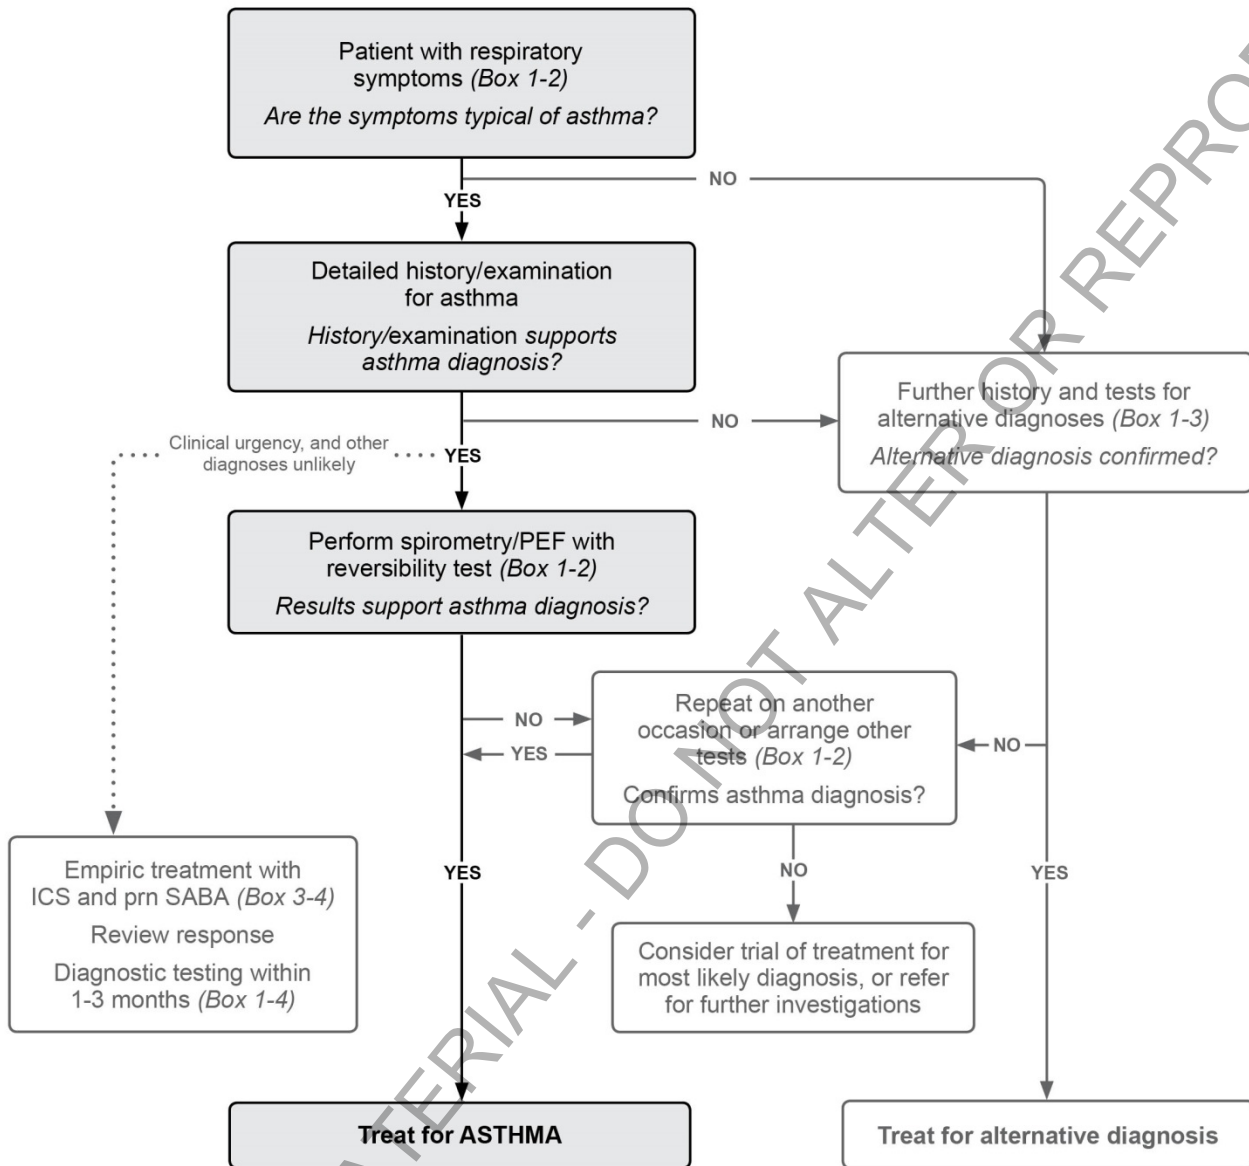 Patient with respiratory
symptoms (Box 1-2)
Are the symptoms typical of asthma?
NO
YES
Detailed history/examination
for asthma
History/examination supports
asthma diagnosis?
Further history and tests for
alternative diagnoses (Box 1-3)
Alternative diagnosis confirmed?
NO
Clinical urgency, and other
diagnoses unlikely
YES
Perform spirometry/PEF with
reversibility test (Box 1-2)
Results support asthma diagnosis?
Repeat on another
occasion or arrange other
tests (Box 1-2)
Confirms asthma diagnosis?
NO
YES
NO
Empiric treatment with
ICS and prn SABA (Box 3-4)
Review response
Diagnostic testing within
1-3 months (Box 1-4)
YES
NO
YES
Consider trial of treatment for
most likely diagnosis, or refer
for further investigations
Treat for ASTHMA
Treat for alternative diagnosis
ATERIAL - DO NOT ALTER OR REPRO